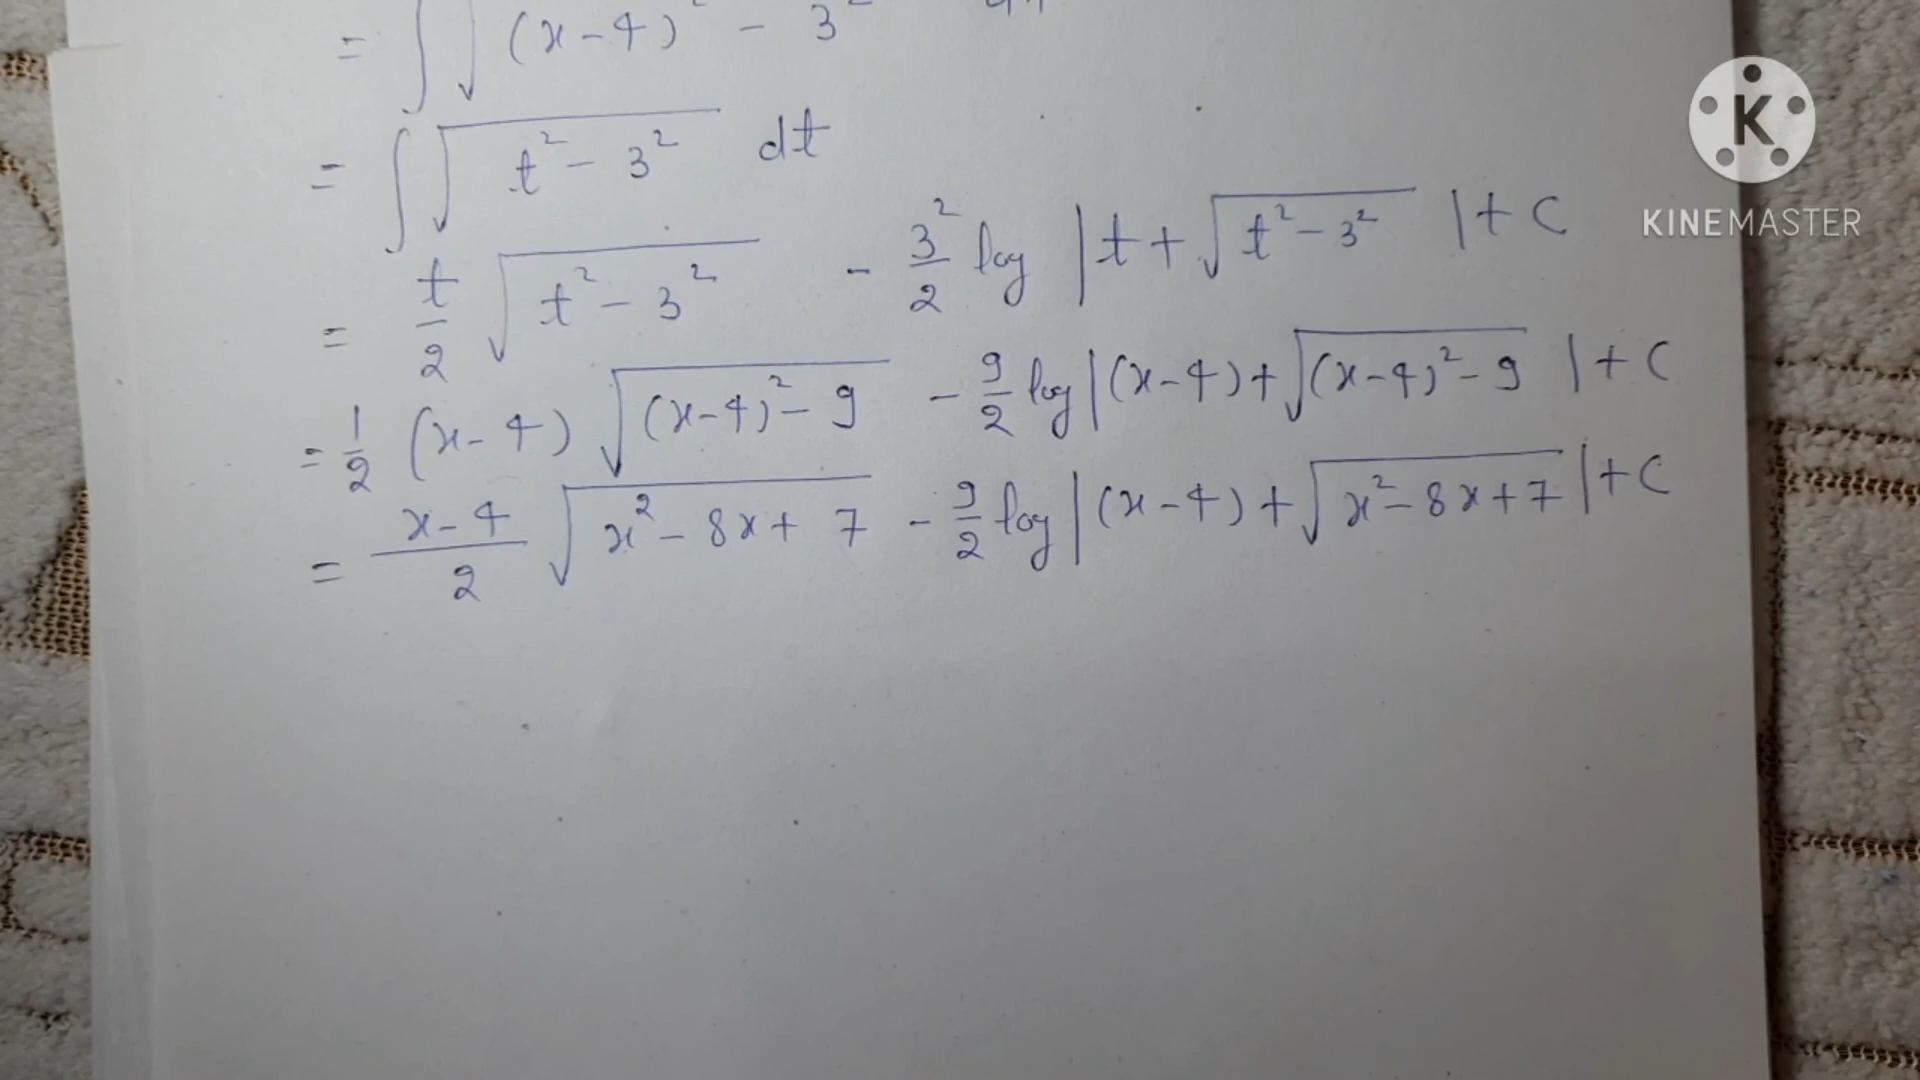 = ∫√(x-4)² - 3²
= ∫√t² - 3² dt
= t/2 √t² - 3² - 3²/2 log |t + √t² - 3² | + C
= 1/2 (x-4) √(x-4)² - 9 - 9/2 log |(x-4) + √(x-4)² - 9 | + C
= x-4/2 √x² - 8x + 7 - 9/2 log |(x-4) + √x² - 8x + 7 | + C
K
KINEMASTER